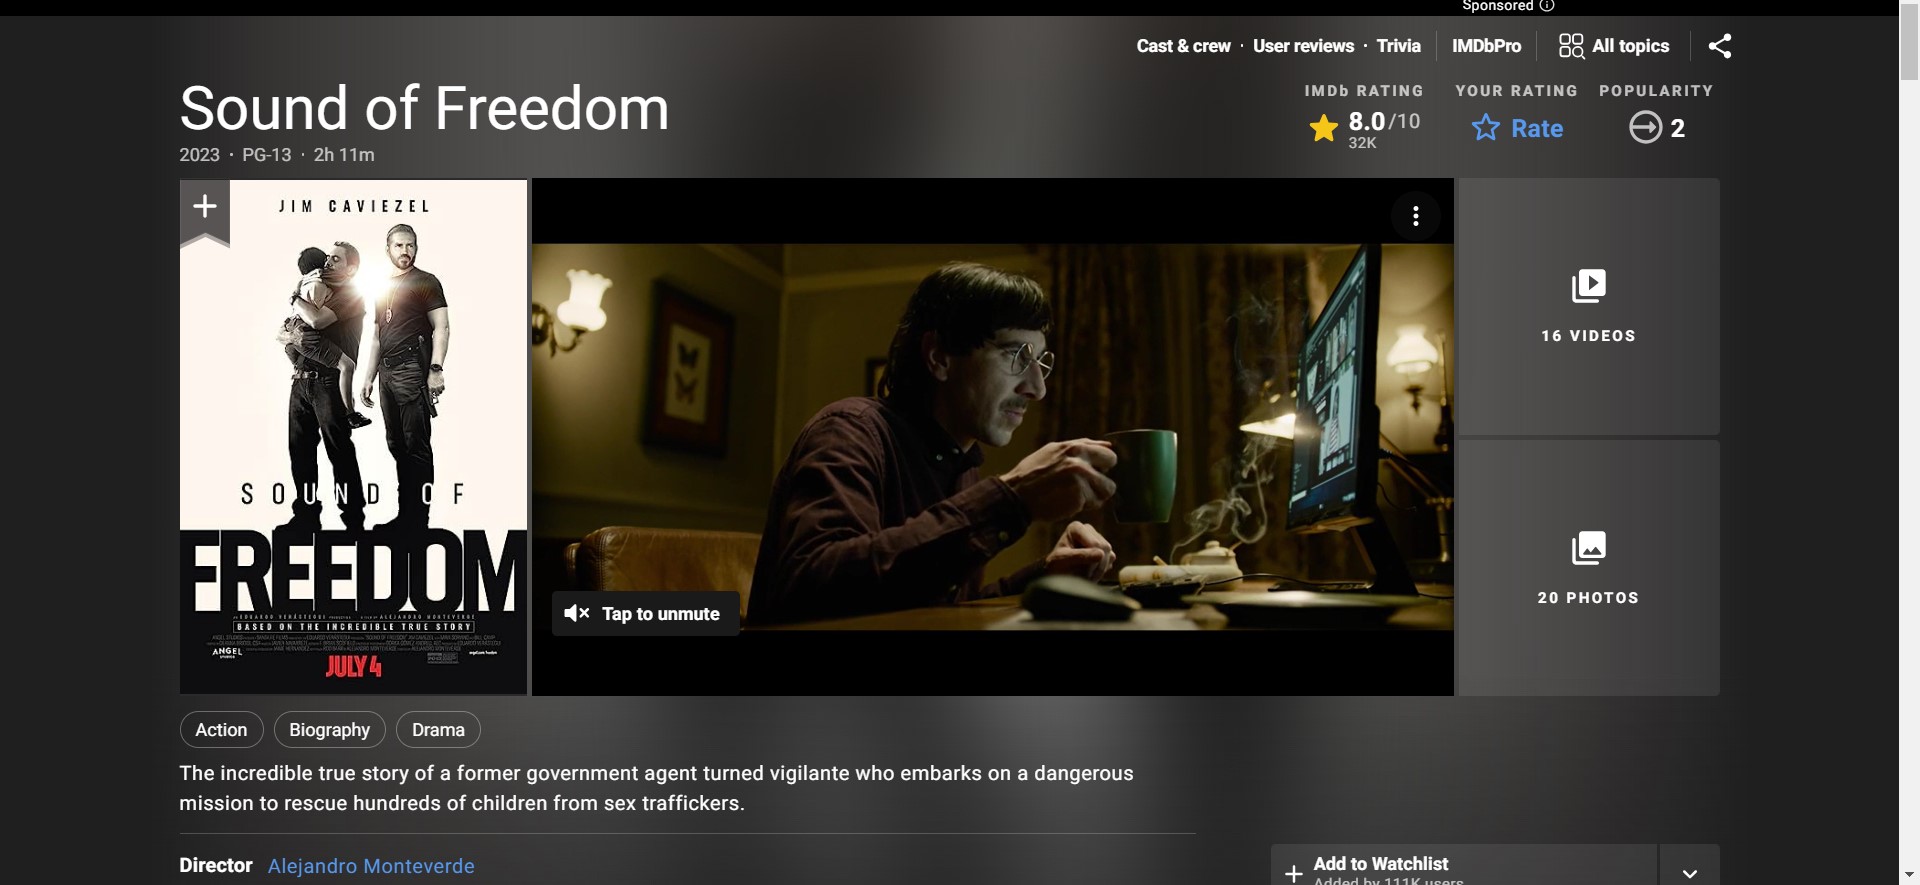 Sponsored
Cast & crew · User reviews · Trivia IMDbPro All topics
Sound of Freedom
2023 · PG-13 · 2h 11m
IMDb RATING
8.0/10
32K
YOUR RATING
Rate
POPULARITY
2
JIM CAVIEZEL
SOUND OF
FREEDOM
BASED ON THE INCREDIBLE TRUE STORY
ANGEL
STUDIOS
JULY 4
Tap to unmute
16 VIDEOS
20 PHOTOS
Action Biography Drama
The incredible true story of a former government agent turned vigilante who embarks on a dangerous
mission to rescue hundreds of children from sex traffickers.
Director Alejandro Monteverde
Add to Watchlist
Added by 111K users